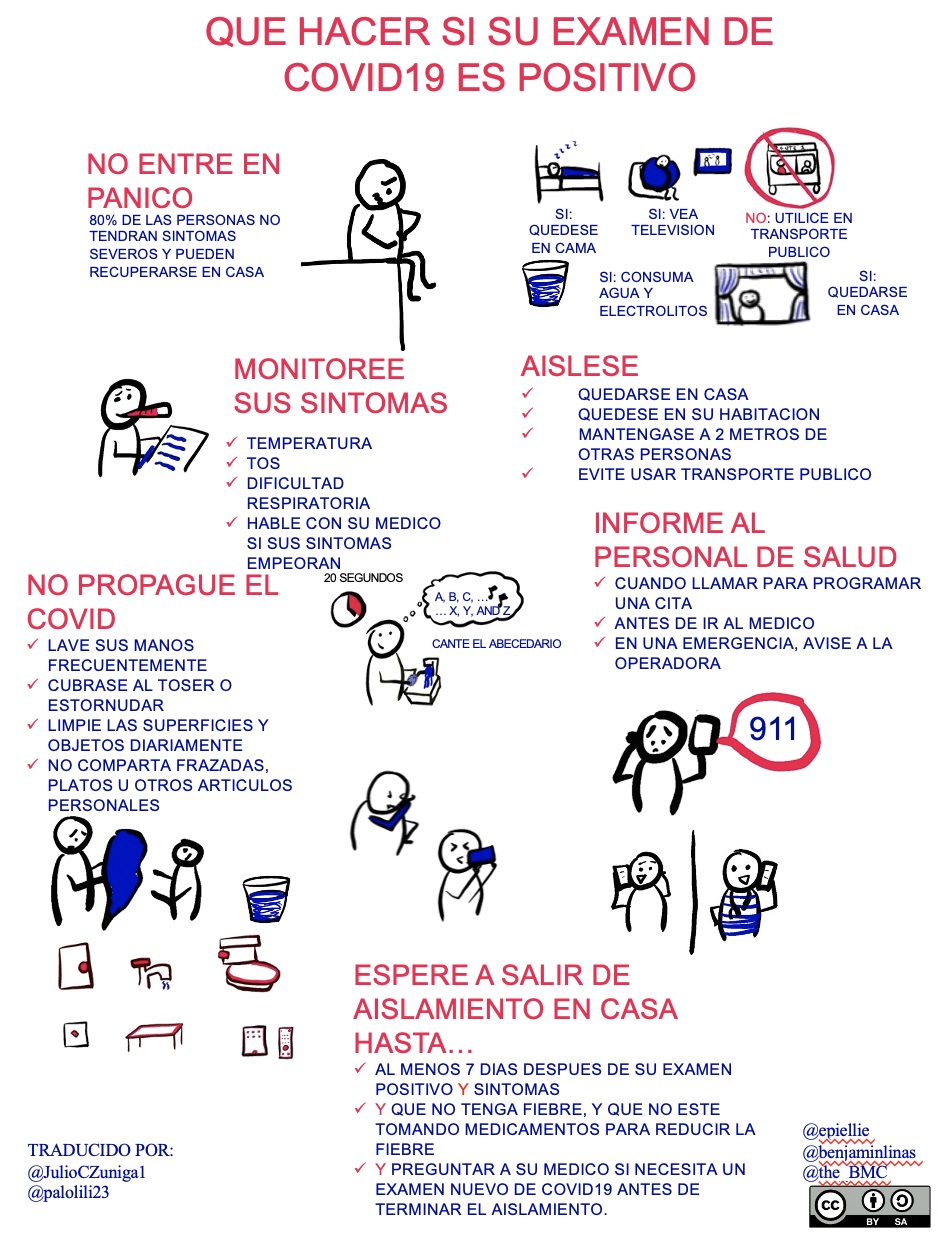 QUE HACER SI SU EXAMEN DE
COVID19 ES POSITIVO
NO ENTRE EN
PANICO
80% DE LAS PERSONAS NO
TENDRAN SINTOMAS
SEVEROS Y PUEDEN
RECUPERARSE EN CASA
zzzz
SI:
QUEDESE
EN CAMA
SI: VEA
TELEVISION
NO: UTILICE EN
TRANSPORTE
PUBLICO
SI: CONSUMA
AGUA Y
ELECTROLITOS
SI:
QUEDARSE
EN CASA
MONITOREE
SUS SINTOMAS
✓ TEMPERATURA
✓ TOS
✓ DIFICULTAD
RESPIRATORIA
✓ HABLE CON SU MEDICO
SI SUS SINTOMAS
EMPEORAN
AISLESE
✓ QUEDARSE EN CASA
✓ QUEDESE EN SU HABITACION
✓ MANTENGASE A 2 METROS DE
OTRAS PERSONAS
✓ EVITE USAR TRANSPORTE PUBLICO
INFORME AL
PERSONAL DE SALUD
✓ CUANDO LLAMAR PARA PROGRAMAR
UNA CITA
✓ ANTES DE IR AL MEDICO
✓ EN UNA EMERGENCIA, AVISE A LA
OPERADORA
911
NO PROPAGUE EL
COVID
✓ LAVE SUS MANOS
FRECUENTEMENTE
✓ CUBRASE AL TOSER O
ESTORNUDAR
✓ LIMPIE LAS SUPERFICIES Y
OBJETOS DIARIAMENTE
✓ NO COMPARTA FRAZADAS,
PLATOS U OTROS ARTICULOS
PERSONALES
20 SEGUNDOS
A, B, C, ...
... X, Y, AND Z
CANTE EL ABECEDARIO
ESPERE A SALIR DE
AISLAMIENTO EN CASA
HASTA...
✓ AL MENOS 7 DIAS DESPUES DE SU EXAMEN
POSITIVO Y SINTOMAS
✓ Y QUE NO TENGA FIEBRE, Y QUE NO ESTE
TOMANDO MEDICAMENTOS PARA REDUCIR LA
FIEBRE
✓ Y PREGUNTAR A SU MEDICO SI NECESITA UN
EXAMEN NUEVO DE COVID19 ANTES DE
TERMINAR EL AISLAMIENTO.
TRADUCIDO POR:
@JulioCZuniga1
@palolili23
@epiellie
@benjaminlinas
@the_BMC
cc
BY SA